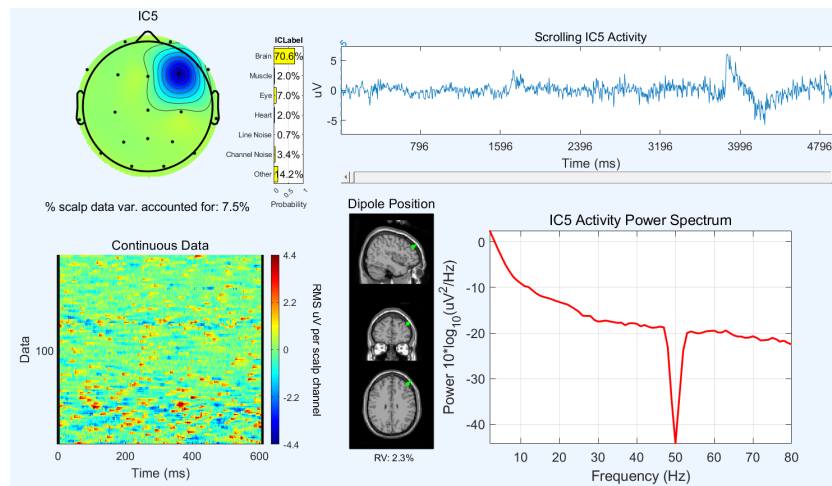 IC5
ICLabel
Brain 70.6%
Muscle 2.0%
Eye 7.0%
Heart 2.0%
Line Noise 0.7%
Channel Noise 3.4%
Other 14.2%
0 0.5 1
Probability
% scalp data var. accounted for: 7.5%
Scrolling IC5 Activity
5
uV
5
0
-5
796 1596 2396 3196 3996 4796
Time (ms)
Continuous Data
Data
100
0 200 400 600
Time (ms)
4.4
2.2
0
-2.2
-4.4
RMS uV per scalp channel
Dipole Position
RV: 2.3%
IC5 Activity Power Spectrum
Power 10*log10(uV2/Hz)
0
-10
-20
-30
-40
10 20 30 40 50 60 70 80
Frequency (Hz)